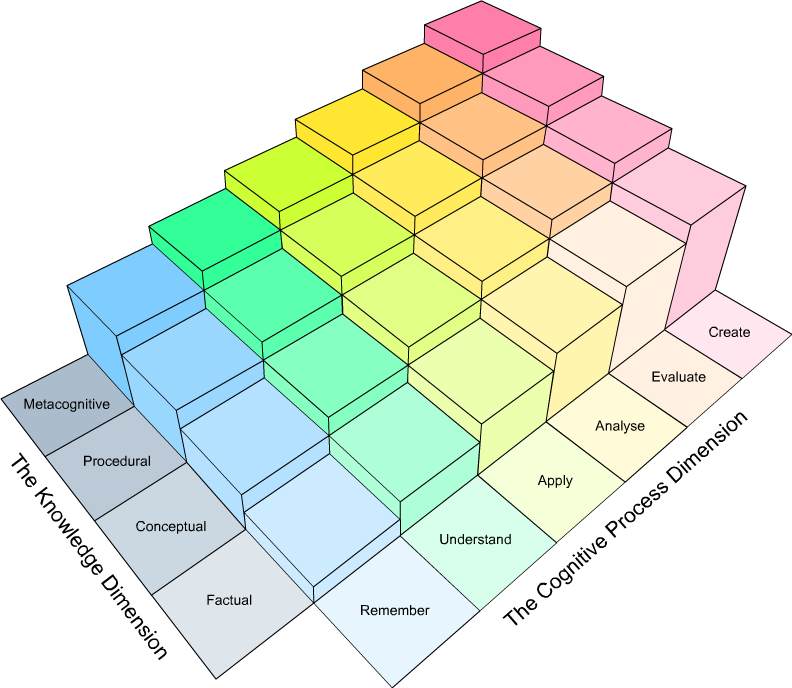 Metacognitive
Procedural
Conceptual
Factual
The Knowledge Dimension
Remember
Understand
Apply
Analyse
Evaluate
Create
The Cognitive Process Dimension